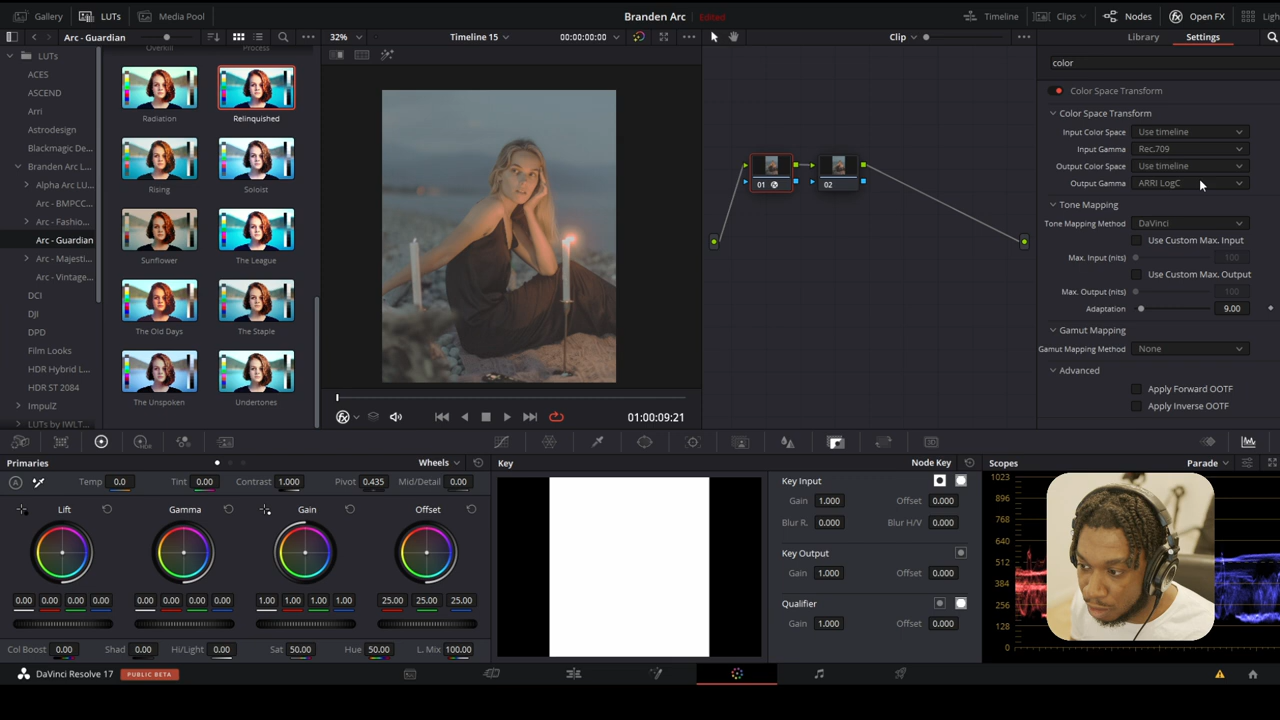 Gallery LUTs Media Pool Branden Arc Edited Timeline Clips Nodes Open FX Ligh
Arc - Guardian 32% Timeline 15 00:00:00:00 Clip Library Settings
LUTs
ACES
ASCEND
Arri
Astrodesign
Blackmagic De...
Branden Arc L...
Alpha Arc LU...
Arc - BMPCC...
Arc - Fashio...
Arc - Guardian
Arc - Majesti...
Arc - Vintage...
DCI
DJI
DPD
Film Looks
HDR Hybrid L...
HDR ST 2084
ImpulZ
LUTs by IWLT...
Overkill Process
Radiation Relinquished
Rising Soloist
Sunflower The League
The Old Days The Staple
The Unspoken Undertones
01:00:09:21
01 02
color
Color Space Transform
Color Space Transform
Input Color Space Use timeline
Input Gamma Rec.709
Output Color Space Use timeline
Output Gamma ARRI LogC
Tone Mapping
Tone Mapping Method DaVinci
Use Custom Max. Input
Max. Input (nits) 100
Use Custom Max. Output
Max. Output (nits) 100
Adaptation 9.00
Gamut Mapping
Gamut Mapping Method None
Advanced
Apply Forward OOTF
Apply Inverse OOTF
Primaries Wheels
Temp 0.0 Tint 0.00 Contrast 1.000 Pivot 0.435 Mid/Detail 0.00
Lift Gamma Gain Offset
0.00 0.00 0.00 0.00 0.00 0.00 0.00 0.00 1.00 1.00 1.00 1.00 25.00 25.00 25.00
Col Boost 0.00 Shad 0.00 Hi/Light 0.00 Sat 50.00 Hue 50.00 L. Mix 100.00
Key Node Key
Key Input
Gain 1.000 Offset 0.000
Blur R. 0.000 Blur H/V 0.000
Key Output
Gain 1.000 Offset 0.000
Qualifier
Gain 1.000 Offset 0.000
Scopes Parade
1023
896
768
640
512
384
256
128
0
DaVinci Resolve 17 PUBLIC BETA